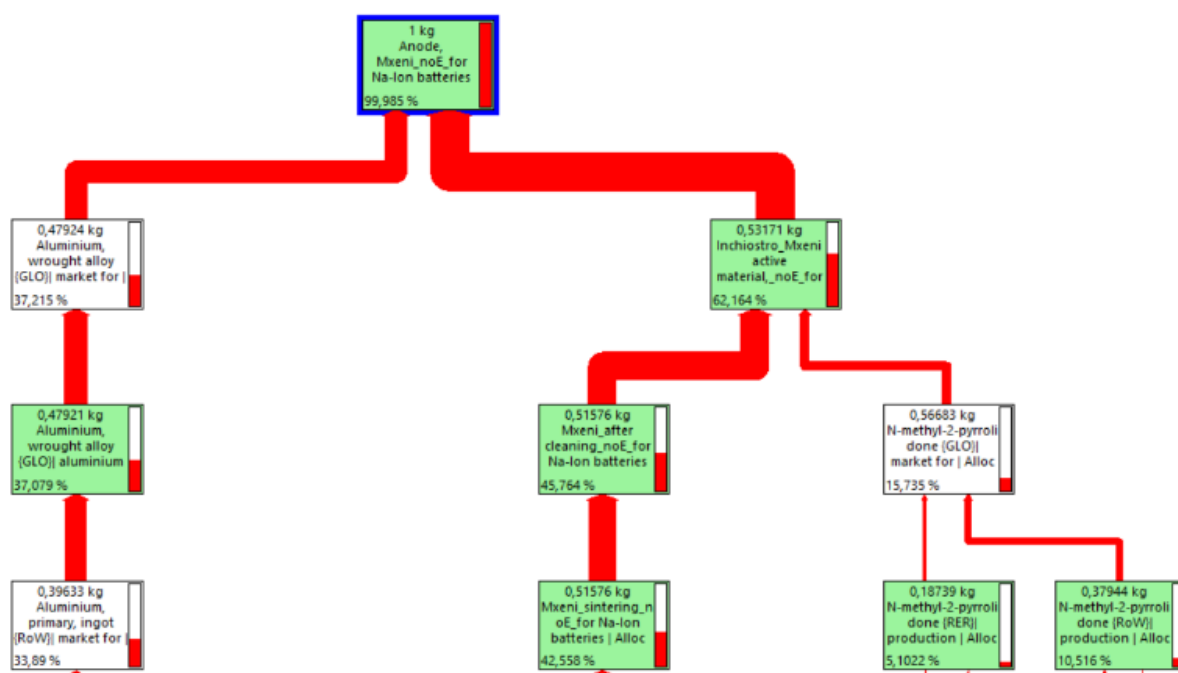 1 kg
Anode,
Mxeni_noE_for
Na-Ion batteries
99,985 %
0,47924 kg
Aluminium,
wrought alloy
{GLO}| market for |
37,215 %
0,53171 kg
Inchiostro_Mxeni
active
material,_noE_for
62,164 %
0,47921 kg
Aluminium,
wrought alloy
{GLO}| aluminium
37,079 %
0,51576 kg
Mxeni_after
cleaning_noE_for
Na-Ion batteries
45,764 %
0,56683 kg
N-methyl-2-pyrroli
done {GLO}|
market for | Alloc
15,735 %
0,39633 kg
Aluminium,
primary, ingot
{RoW}| market for |
33,89 %
0,51576 kg
Mxeni_sintering_n
oE_for Na-Ion
batteries | Alloc
42,558 %
0,18739 kg
N-methyl-2-pyrroli
done {RER}|
production | Alloc
5,1022 %
0,37944 kg
N-methyl-2-pyrroli
done {RoW}|
production | Alloc
10,516 %